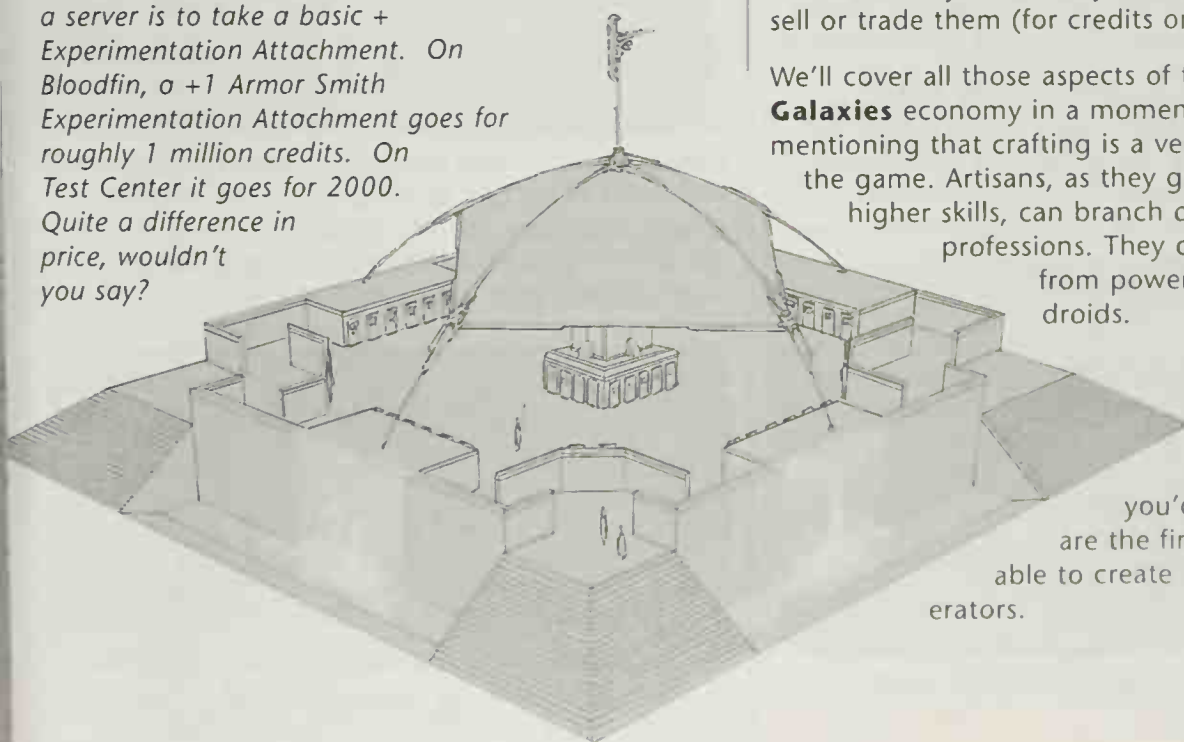 a server is to take a basic +
Experimentation Attachment. On
Bloodfin, a +1 Armor Smith
Experimentation Attachment goes for
roughly 1 million credits. On
Test Center it goes for 2000.
Quite a difference in
price, wouldn't
you say?
sell or trade them (for credits or
We'll cover all those aspects of
Galaxies economy in a moment
mentioning that crafting is a
the game. Artisans, as they
higher skills, can branch
professions. They
from power
droids.
you'
are the
able to create
erators.